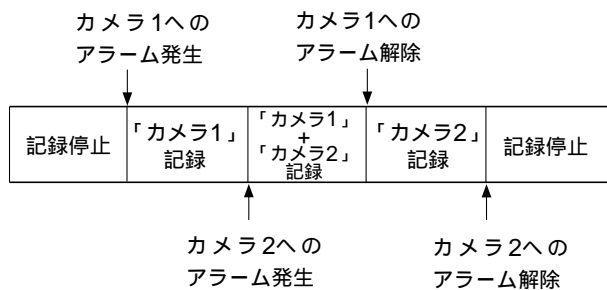 カメラ1への
アラーム発生
カメラ1への
アラーム解除
記録停止
「カメラ1」
記録
「カメラ1」
+
「カメラ2」
記録
「カメラ2」
記録
記録停止
カメラ2への
アラーム発生
カメラ2への
アラーム解除